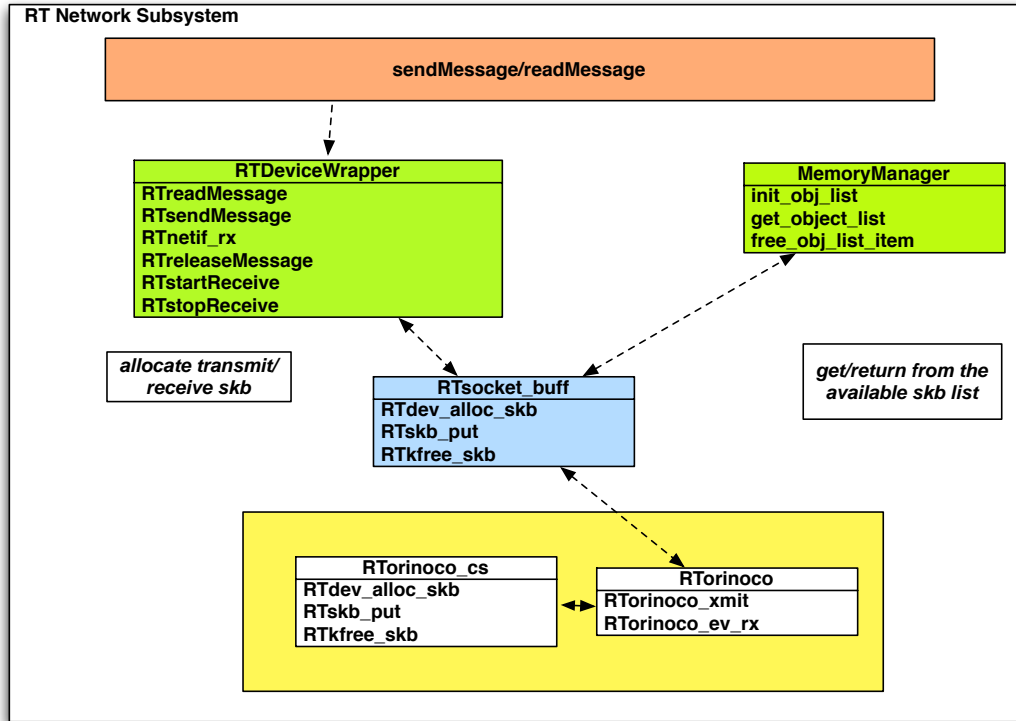 RT Network Subsystem
sendMessage/readMessage
RTDeviceWrapper
RTreadMessage
RTsendMessage
RTnetif_rx
RTreleaseMessage
RTstartReceive
RTstopReceive
MemoryManager
init_obj_list
get_object_list
free_obj_list_item
allocate transmit/
receive skb
get/return from the
available skb list
RTsocket_buff
RTdev_alloc_skb
RTskb_put
RTkfree_skb
RTorinoco_cs
RTdev_alloc_skb
RTskb_put
RTkfree_skb
RTorinoco
RTorinoco_xmit
RTorinoco_ev_rx